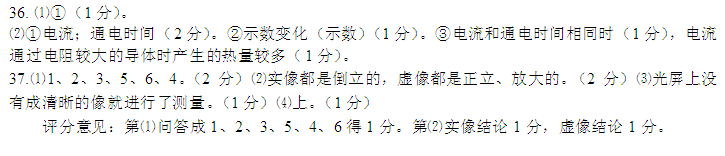 36. ⑴①（1分）。
⑵①电流；通电时间（2分）。②示数变化（示数）（1分）。③电流和通电时间相同时（1分），电流
通过电阻较大的导体时产生的热量较多（1分）。
37.⑴1、2、3、5、6、4。（2 分）⑵实像都是倒立的，虚像都是正立、放大的。（2 分）⑶光屏上没
有成清晰的像就进行了测量。（1分）⑷上。（1分）
评分意见：第⑴问答成 1、2、3、5、4、6得1分。第⑵实像结论1分，虚像结论1分。